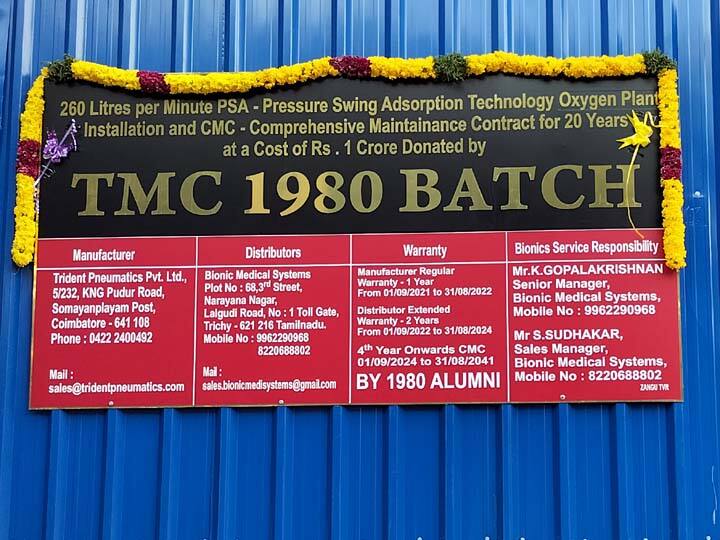 260 Litres per Minute PSA - Pressure Swing Adsorption Technology Oxygen Plant
Installation and CMC - Comprehensive Maintainance Contract for 20 Years
at a Cost of Rs . 1 Crore Donated by
TMC 1980 BATCH
Manufacturer
Trident Pneumatics Pvt. Ltd.,
5/232, KNG Pudur Road,
Somayanplayam Post,
Coimbatore - 641 108
Phone : 0422 2400492
Mail :
sales@tridentpneumatics.com
Distributors
Bionic Medical Systems
Plot No : 68,3rd Street,
Narayana Nagar,
Lalgudi Road, No : 1 Toll Gate,
Trichy - 621 216 Tamilnadu.
Mobile No : 9962290968
8220688802
Mail :
sales.bionicmedisystems@gmail.com
Warranty
Manufacturer Regular
Warranty - 1 Year
From 01/09/2021 to 31/08/2022
Distributor Extended
Warranty - 2 Years
From 01/09/2022 to 31/08/2024
4th Year Onwards CMC
01/09/2024 to 31/08/2041
BY 1980 ALUMNI
Bionics Service Responsibility
Mr.K.GOPALAKRISHNAN
Senior Manager,
Bionic Medical Systems,
Mobile No : 9962290968
Mr S.SUDHAKAR,
Sales Manager,
Bionic Medical Systems,
Mobile No : 8220688802
ZANGU TVR